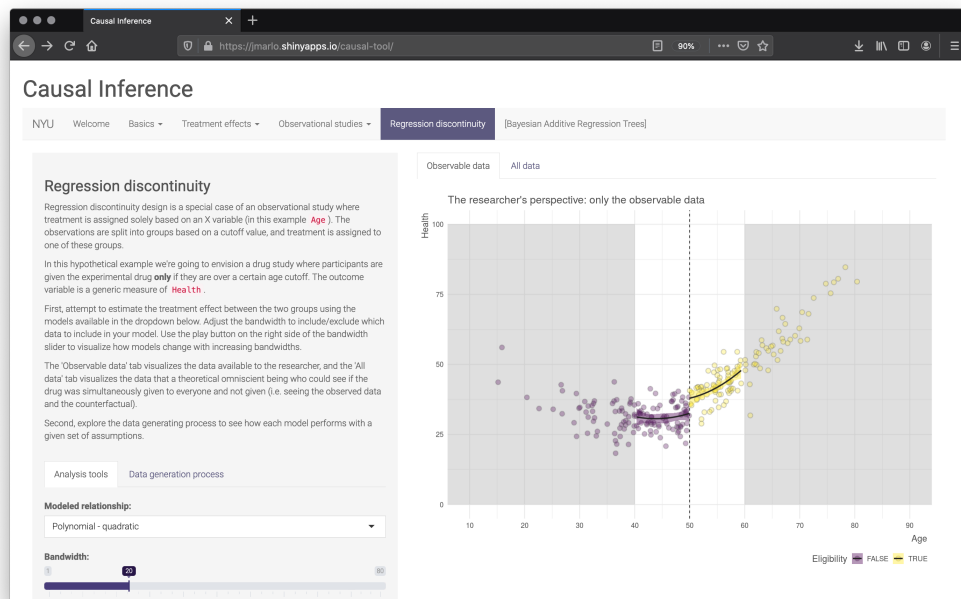 Causal Inference
https://jmarlo.shinyapps.io/causal-tool/
90%
Causal Inference
NYU Welcome Basics Treatment effects Observational studies Regression discontinuity [Bayesian Additive Regression Trees]
Regression discontinuity
Regression discontinuity design is a special case of an observational study where
treatment is assigned solely based on an X variable (in this example Age ). The
observations are split into groups based on a cutoff value, and treatment is assigned to
one of these groups.
In this hypothetical example we're going to envision a drug study where participants are
given the experimental drug only if they are over a certain age cutoff. The outcome
variable is a generic measure of Health .
First, attempt to estimate the treatment effect between the two groups using the
models available in the dropdown below. Adjust the bandwidth to include/exclude which
data to include in your model. Use the play button on the right side of the bandwidth
slider to visualize how models change with increasing bandwidths.
The 'Observable data' tab visualizes the data available to the researcher, and the 'All
data' tab visualizes the data that a theoretical omniscient being who could see if the
drug was simultaneously given to everyone and not given (i.e. seeing the observed data
and the counterfactual).
Second, explore the data generating process to see how each model performs with a
given set of assumptions.
Analysis tools Data generation process
Modeled relationship:
Polynomial - quadratic
Bandwidth:
1 20 80
Observable data All data
The researcher's perspective: only the observable data
Health
100
75
50
25
0
10 20 30 40 50 60 70 80 90
Age
Eligibility FALSE TRUE